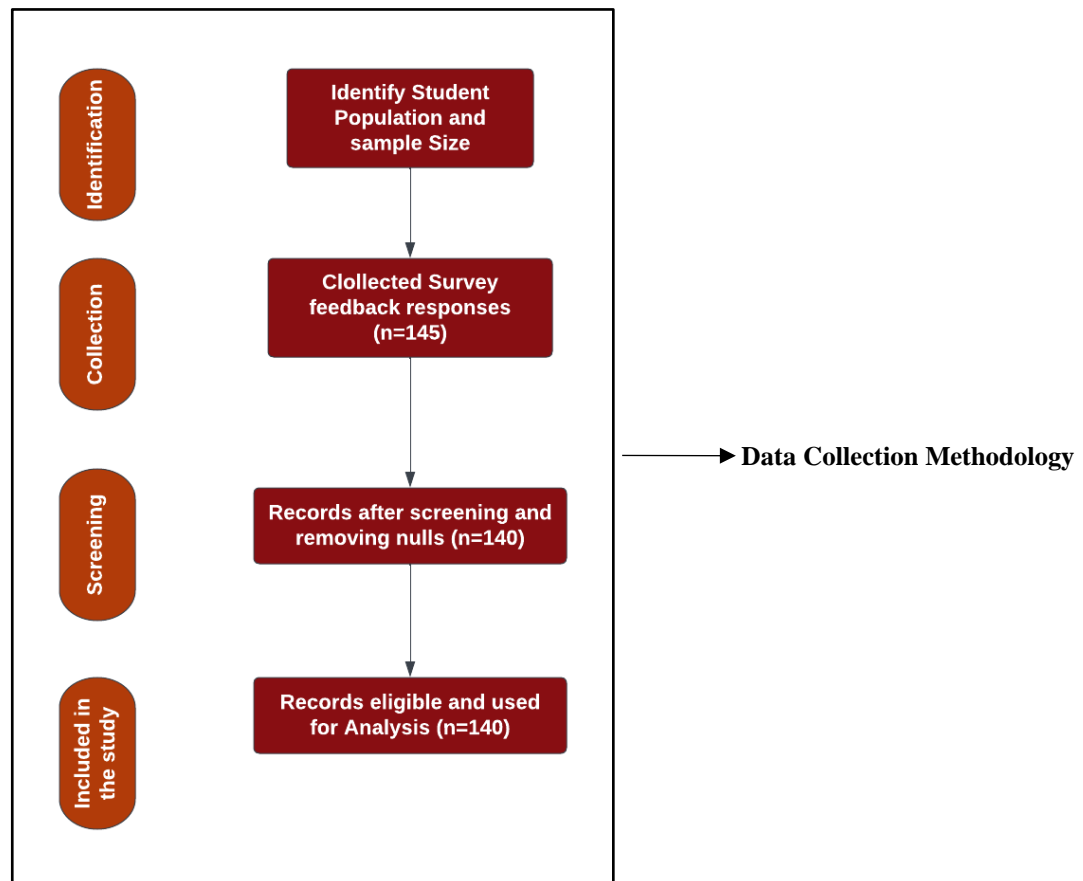 Identification
Identify Student
Population and
sample Size
Collection
Clollected Survey
feedback responses
(n=145)
Data Collection Methodology
Screening
Records after screening and
removing nulls (n=140)
Included in
the study
Records eligible and used
for Analysis (n=140)